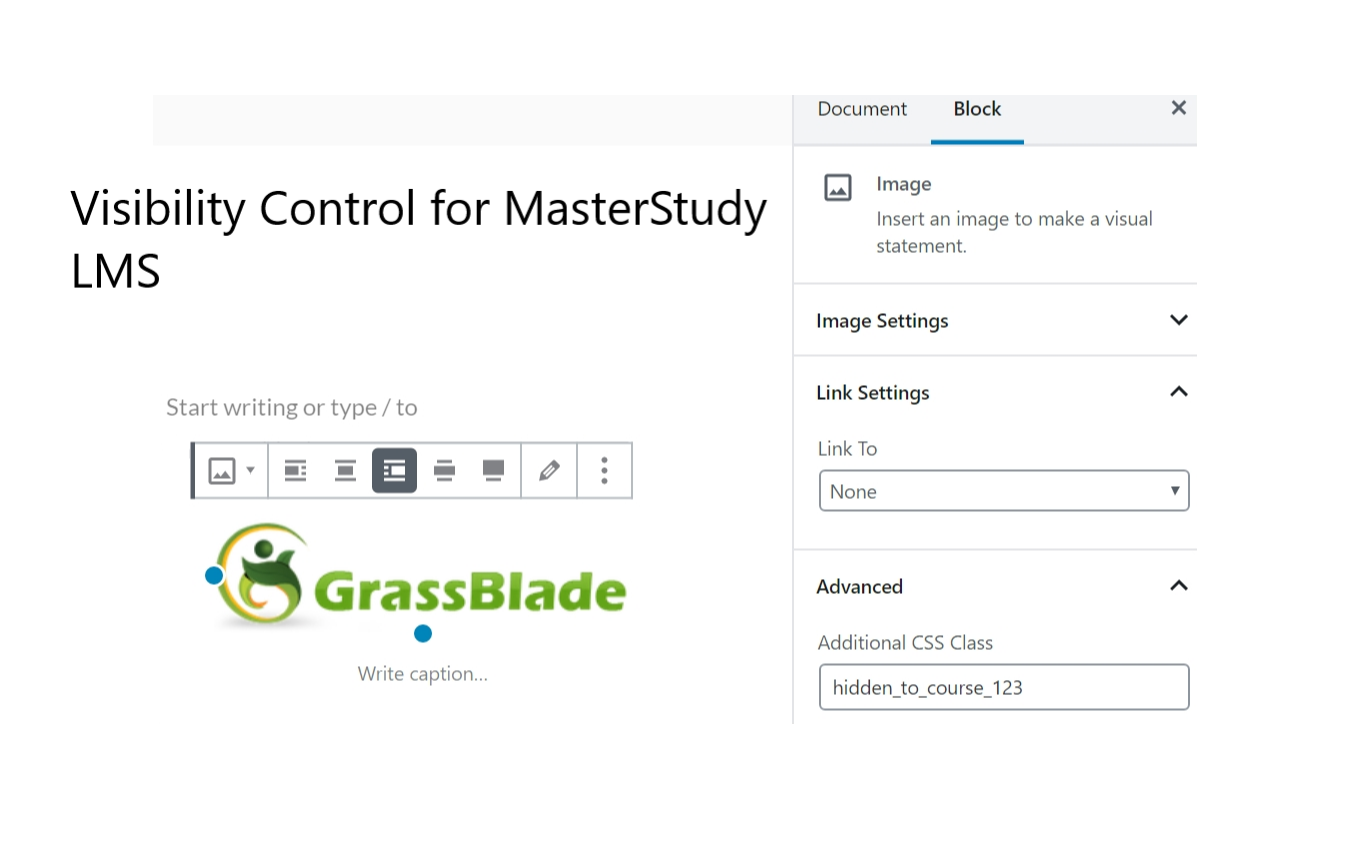 Document Block
Visibility Control for MasterStudy
LMS
Image
Insert an image to make a visual
statement.
Image Settings
Link Settings
Start writing or type / to
Link To
None
GrassBlade
Advanced
Additional CSS Class
Write caption...
hidden_to_course_123